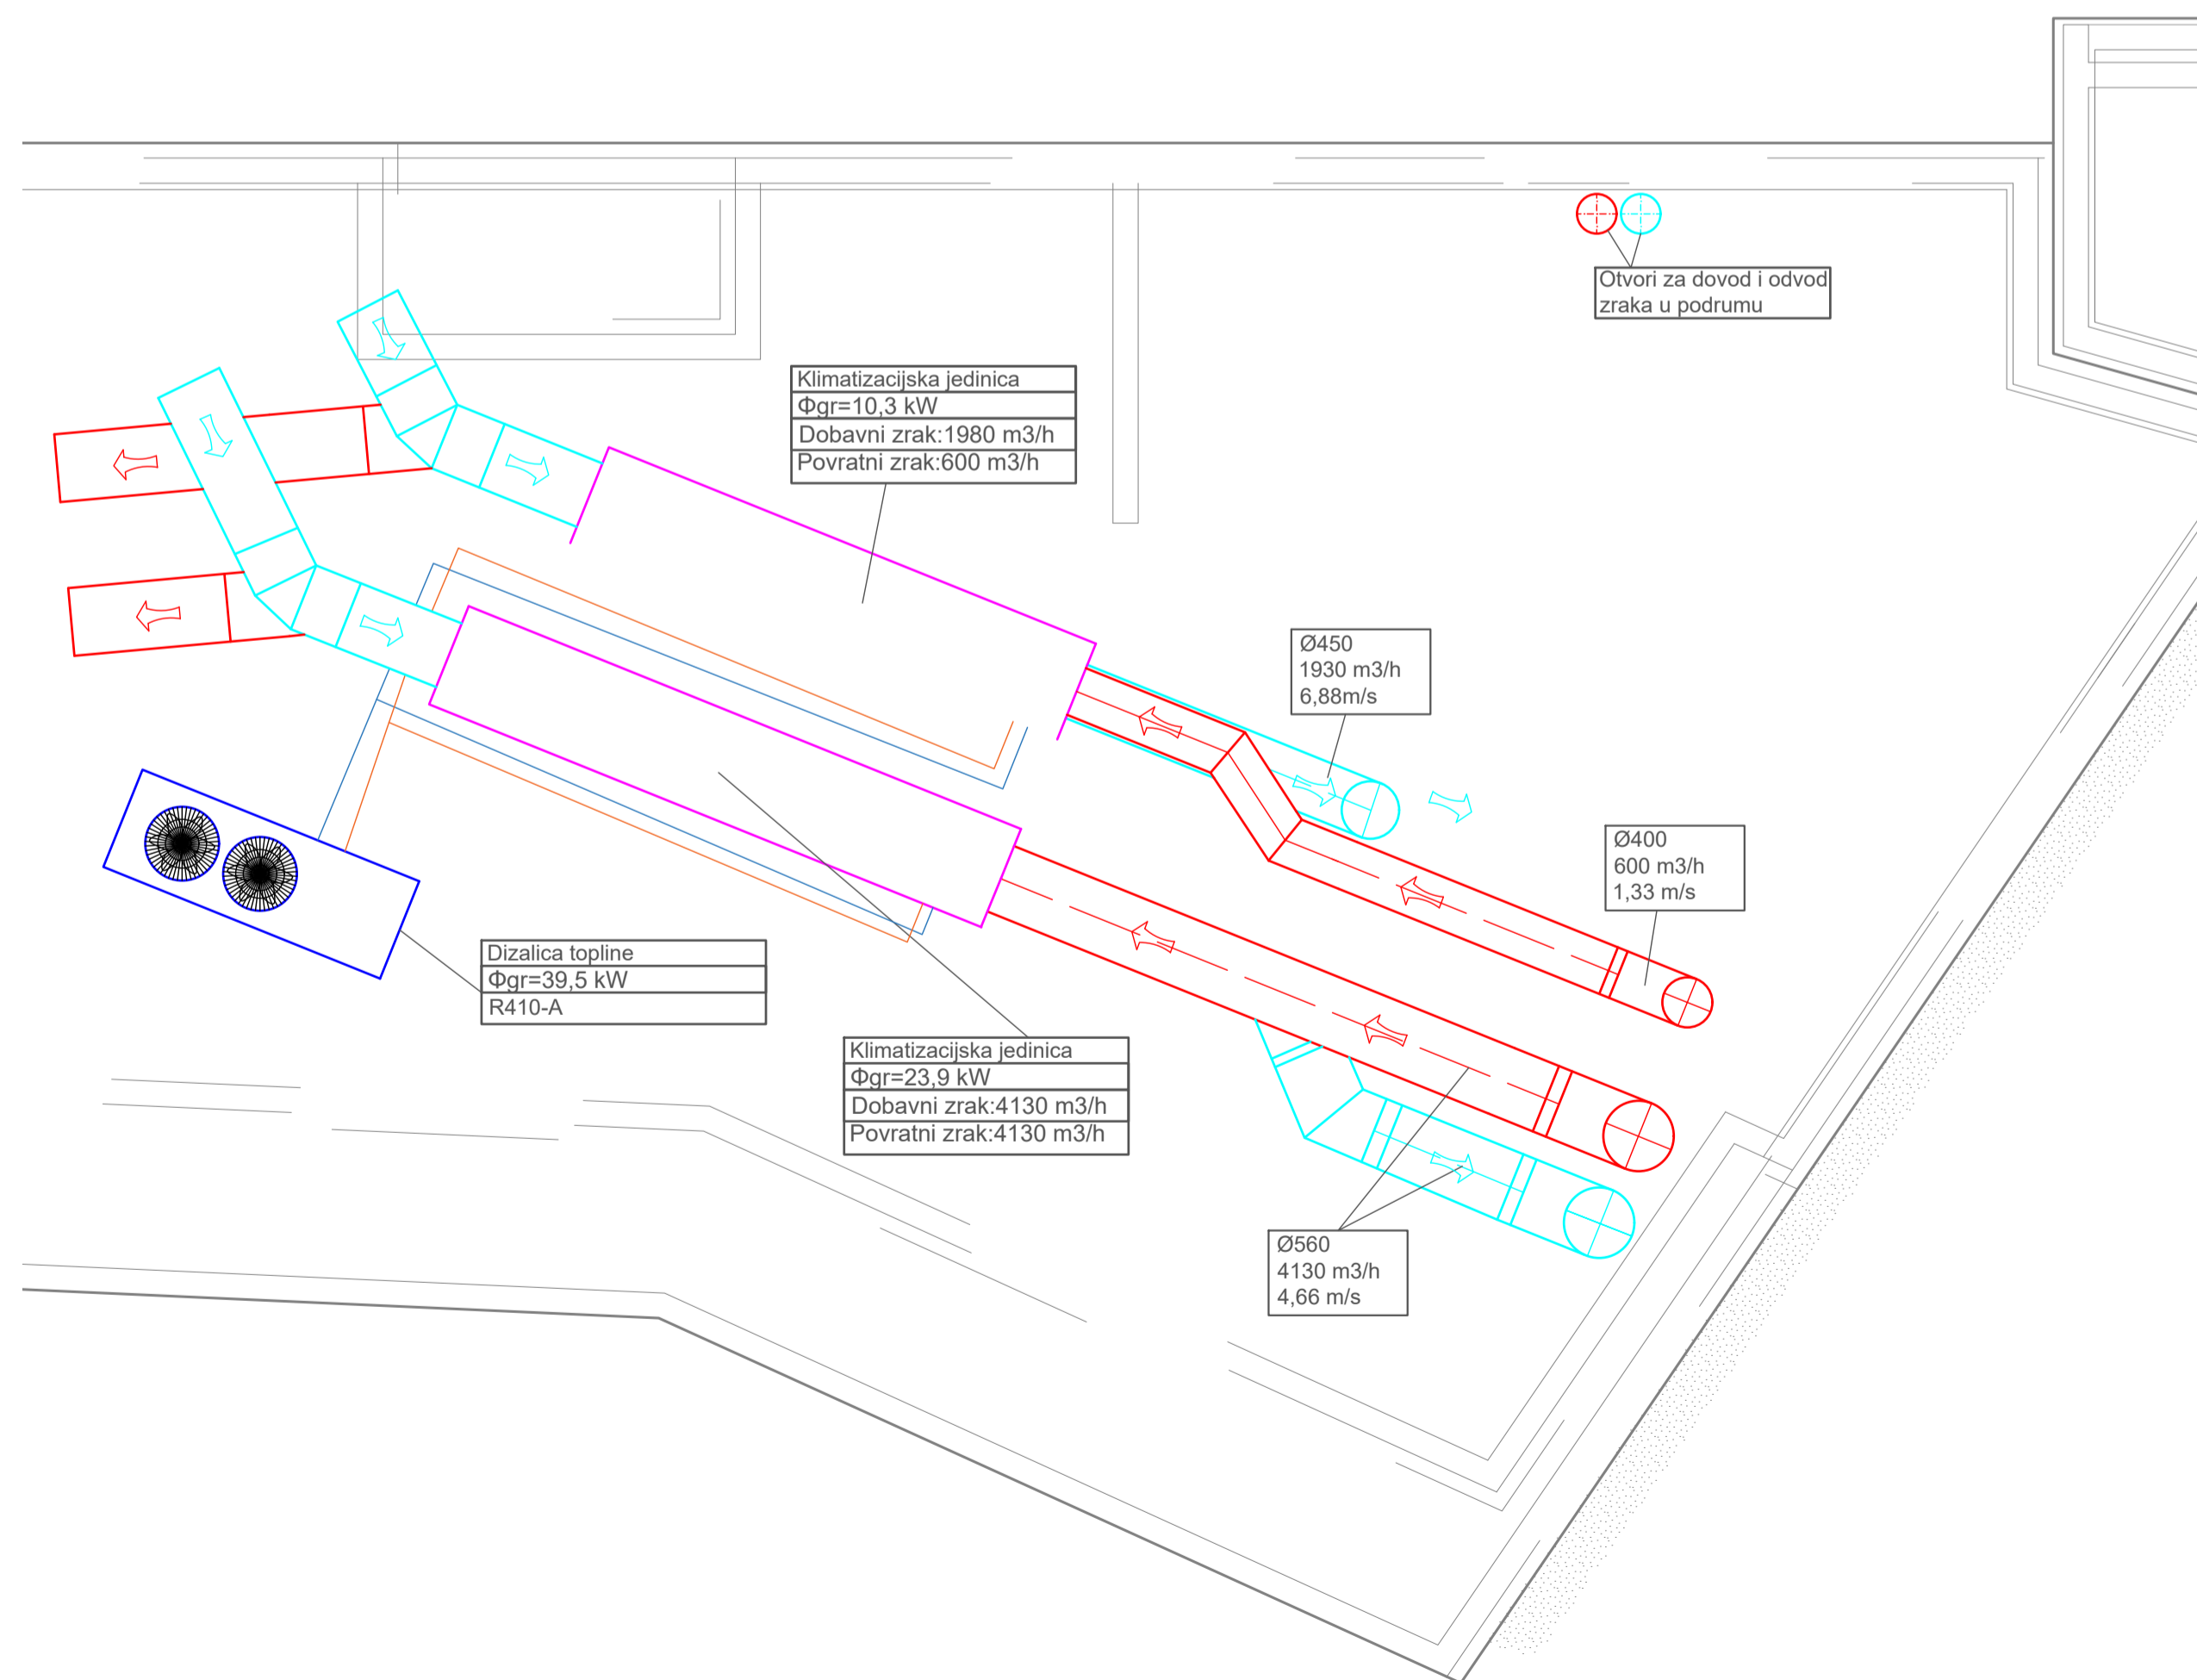 Otvori za dovod i odvod
zraka u podrumu
Klimatizacijska jedinica
Φgr=10,3 kW
Dobavni zrak:1980 m3/h
Povratni zrak:600 m3/h
Ø450
1930 m3/h
6,88m/s
Ø400
600 m3/h
1,33 m/s
Dizalica topline
Φgr=39,5 kW
R410-A
Klimatizacijska jedinica
Φgr=23,9 kW
Dobavni zrak:4130 m3/h
Povratni zrak:4130 m3/h
Ø560
4130 m3/h
4,66 m/s